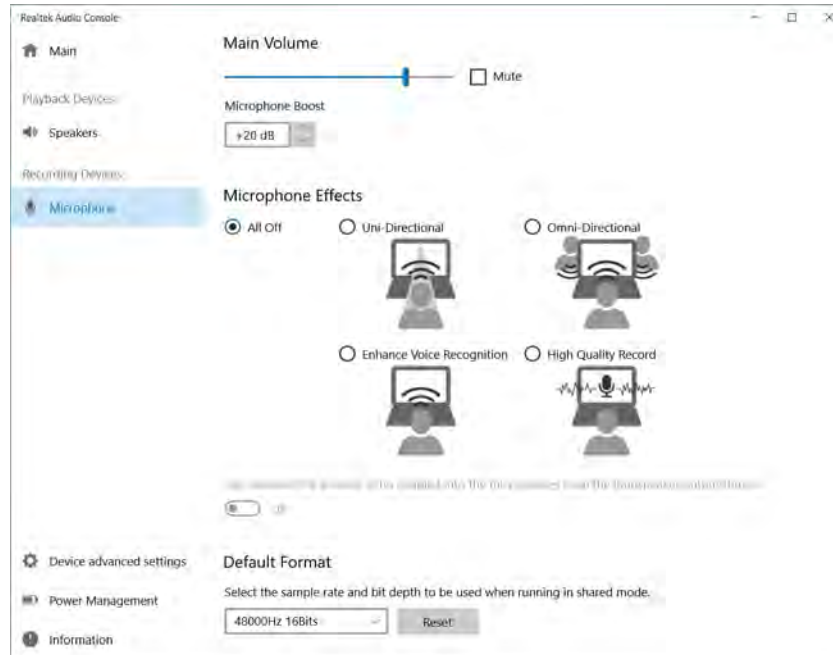 Realtek Audio Console
Main
Playback Devices
Speakers
Recording Devices
Microphone
Device advanced settings
Power Management
Information
Main Volume
Mute
Microphone Boost
+20 dB
Microphone Effects
All Off
Uni-Directional
Omni-Directional
Enhance Voice Recognition
High Quality Record
Default Format
Select the sample rate and bit depth to be used when running in shared mode.
48000Hz 16Bits
Reset